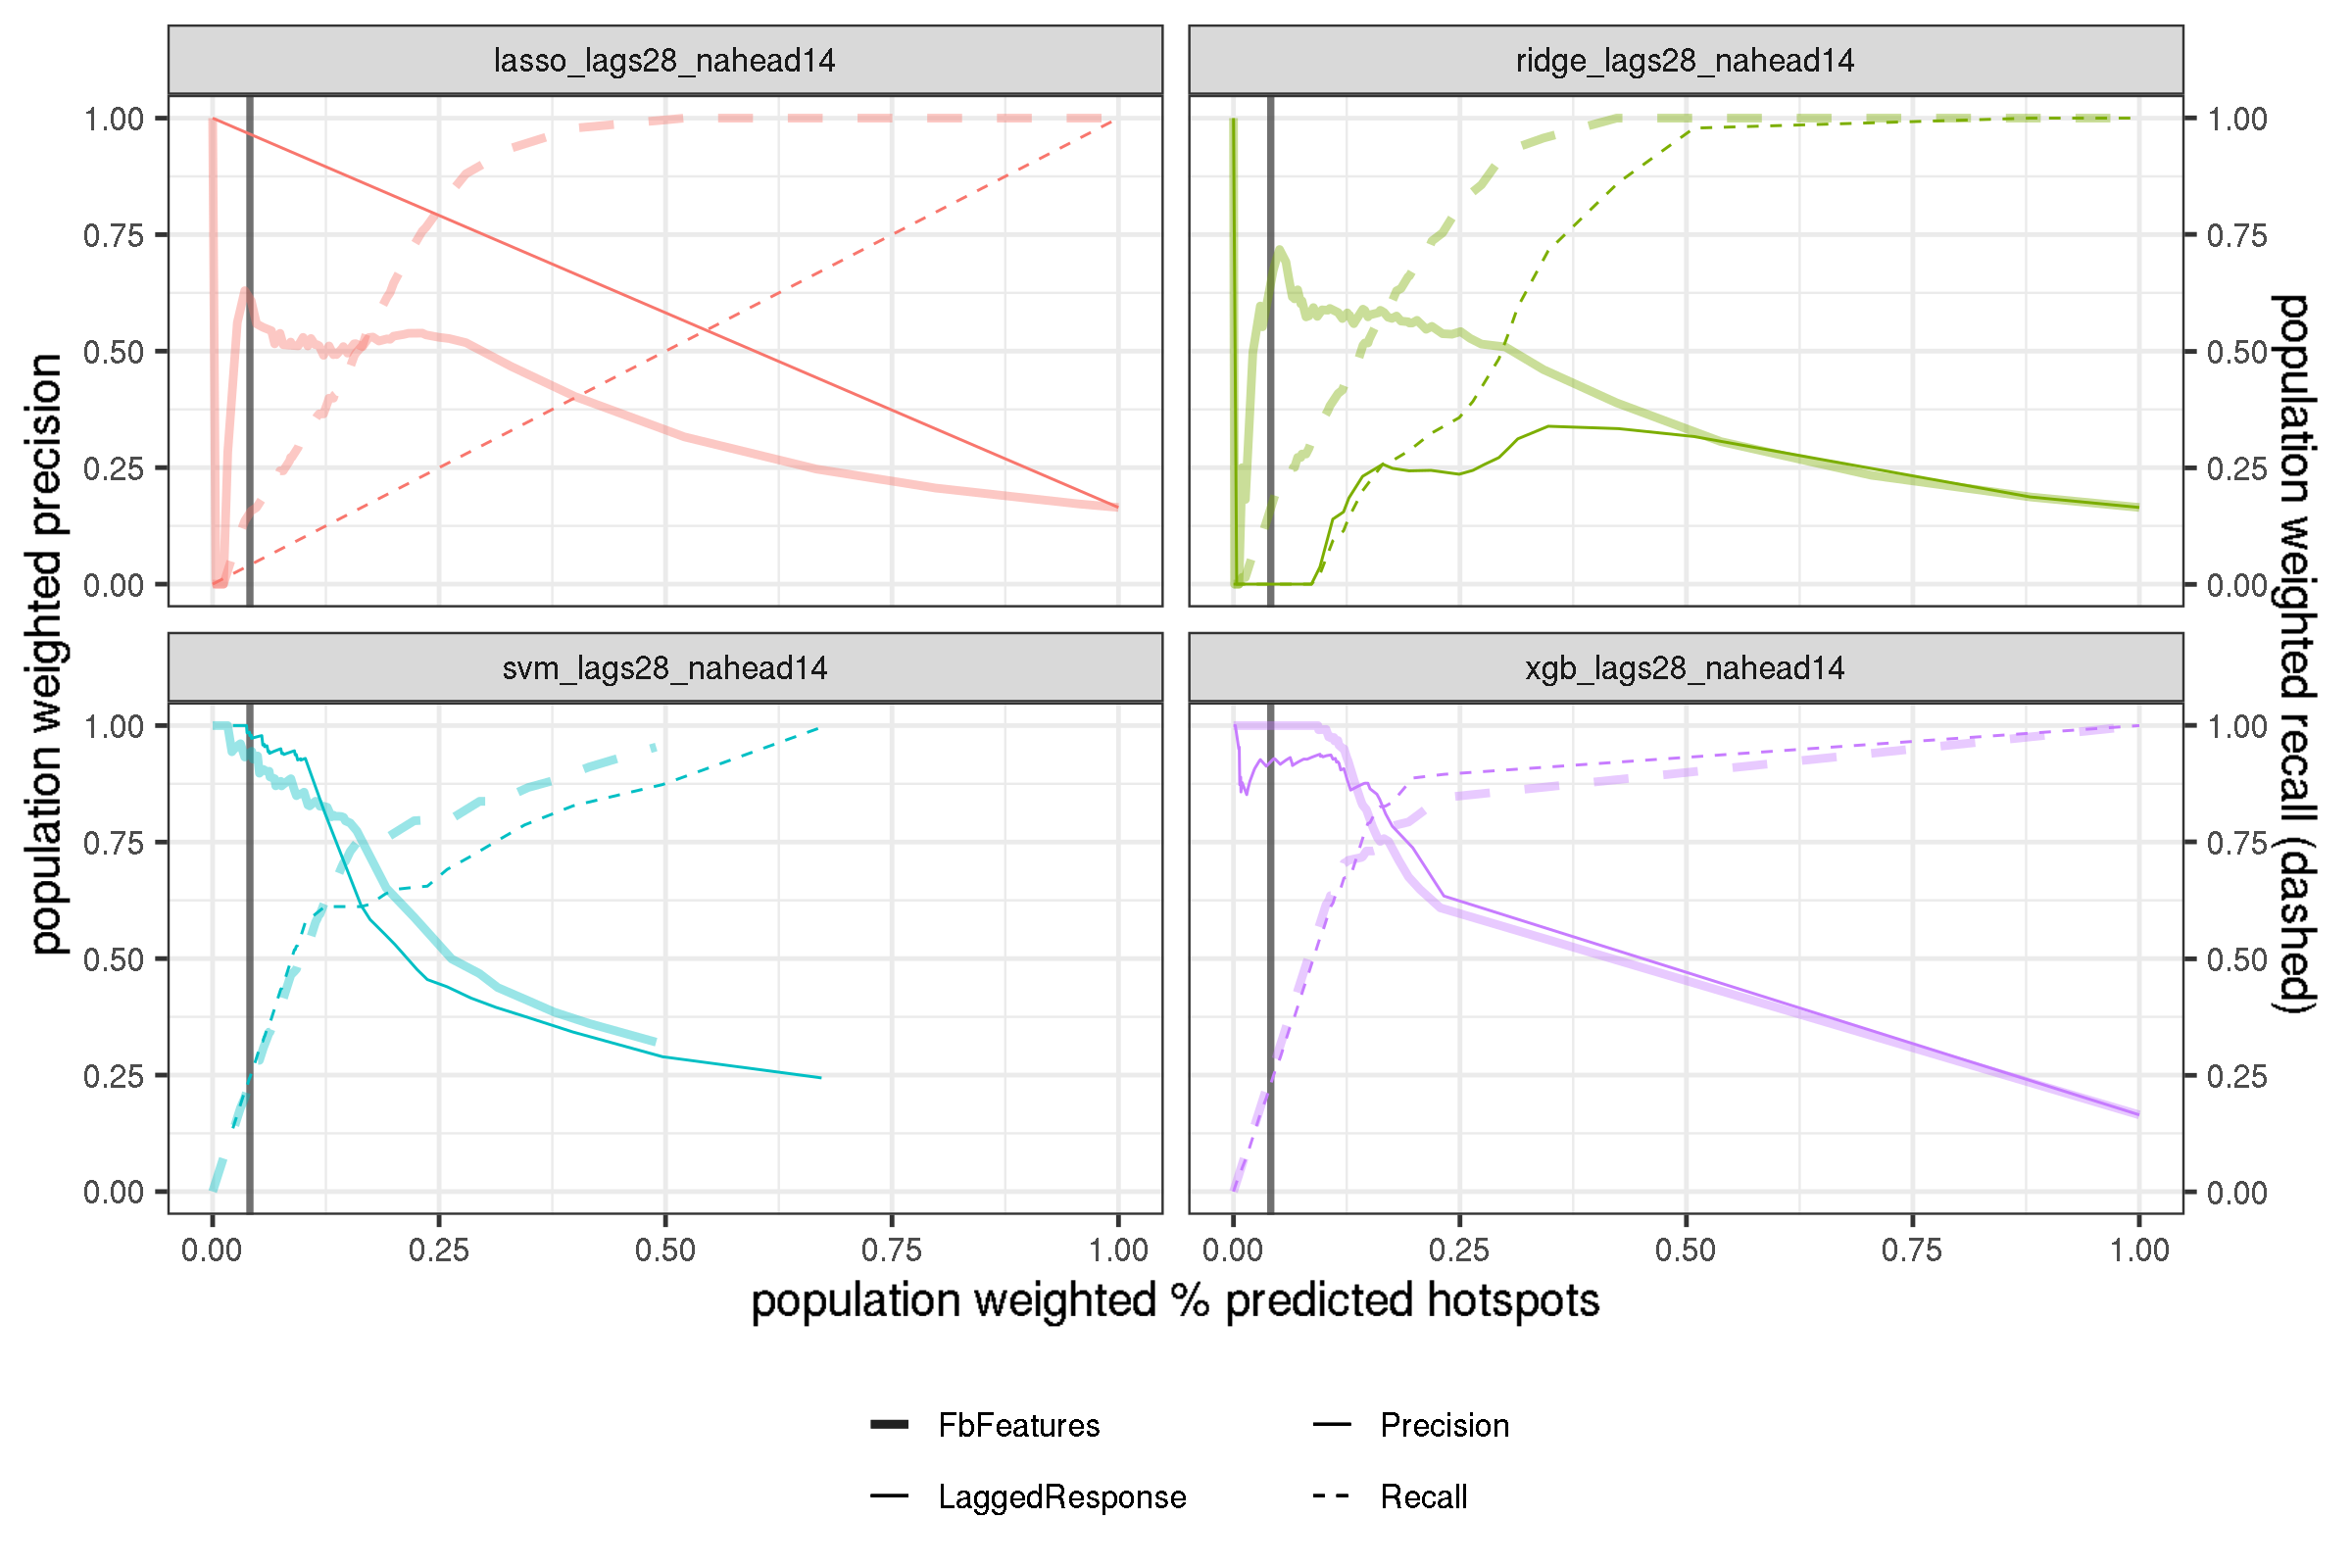 lasso_lags28_nahead14
ridge_lags28_nahead14
1.00
0.75
0.50
0.25
0.00
1.00
0.75
0.50
0.25
0.00
population weighted precision
population weighted recall (dashed)
svm_lags28_nahead14
xgb_lags28_nahead14
1.00
0.75
0.50
0.25
0.00
1.00
0.75
0.50
0.25
0.00
0.00 0.25 0.50 0.75 1.00
0.00 0.25 0.50 0.75 1.00
population weighted % predicted hotspots
FbFeatures
Precision
LaggedResponse
Recall